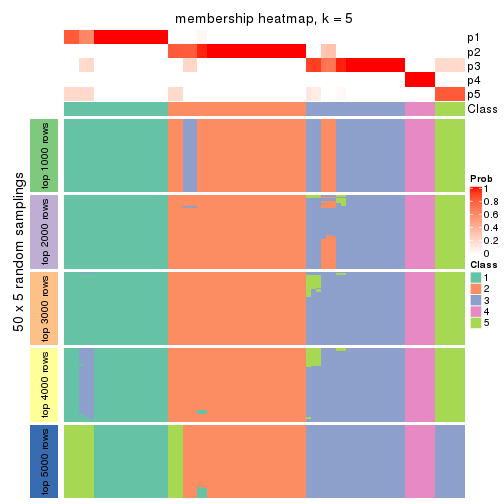 membership heatmap, k = 5
p1
p2
p3
p4
p5
Class
50 x 5 random samplings
top 1000 rows
top 2000 rows
top 3000 rows
top 4000 rows
top 5000 rows
Prob
1
0.8
0.6
0.4
0.2
0
Class
1
2
3
4
5